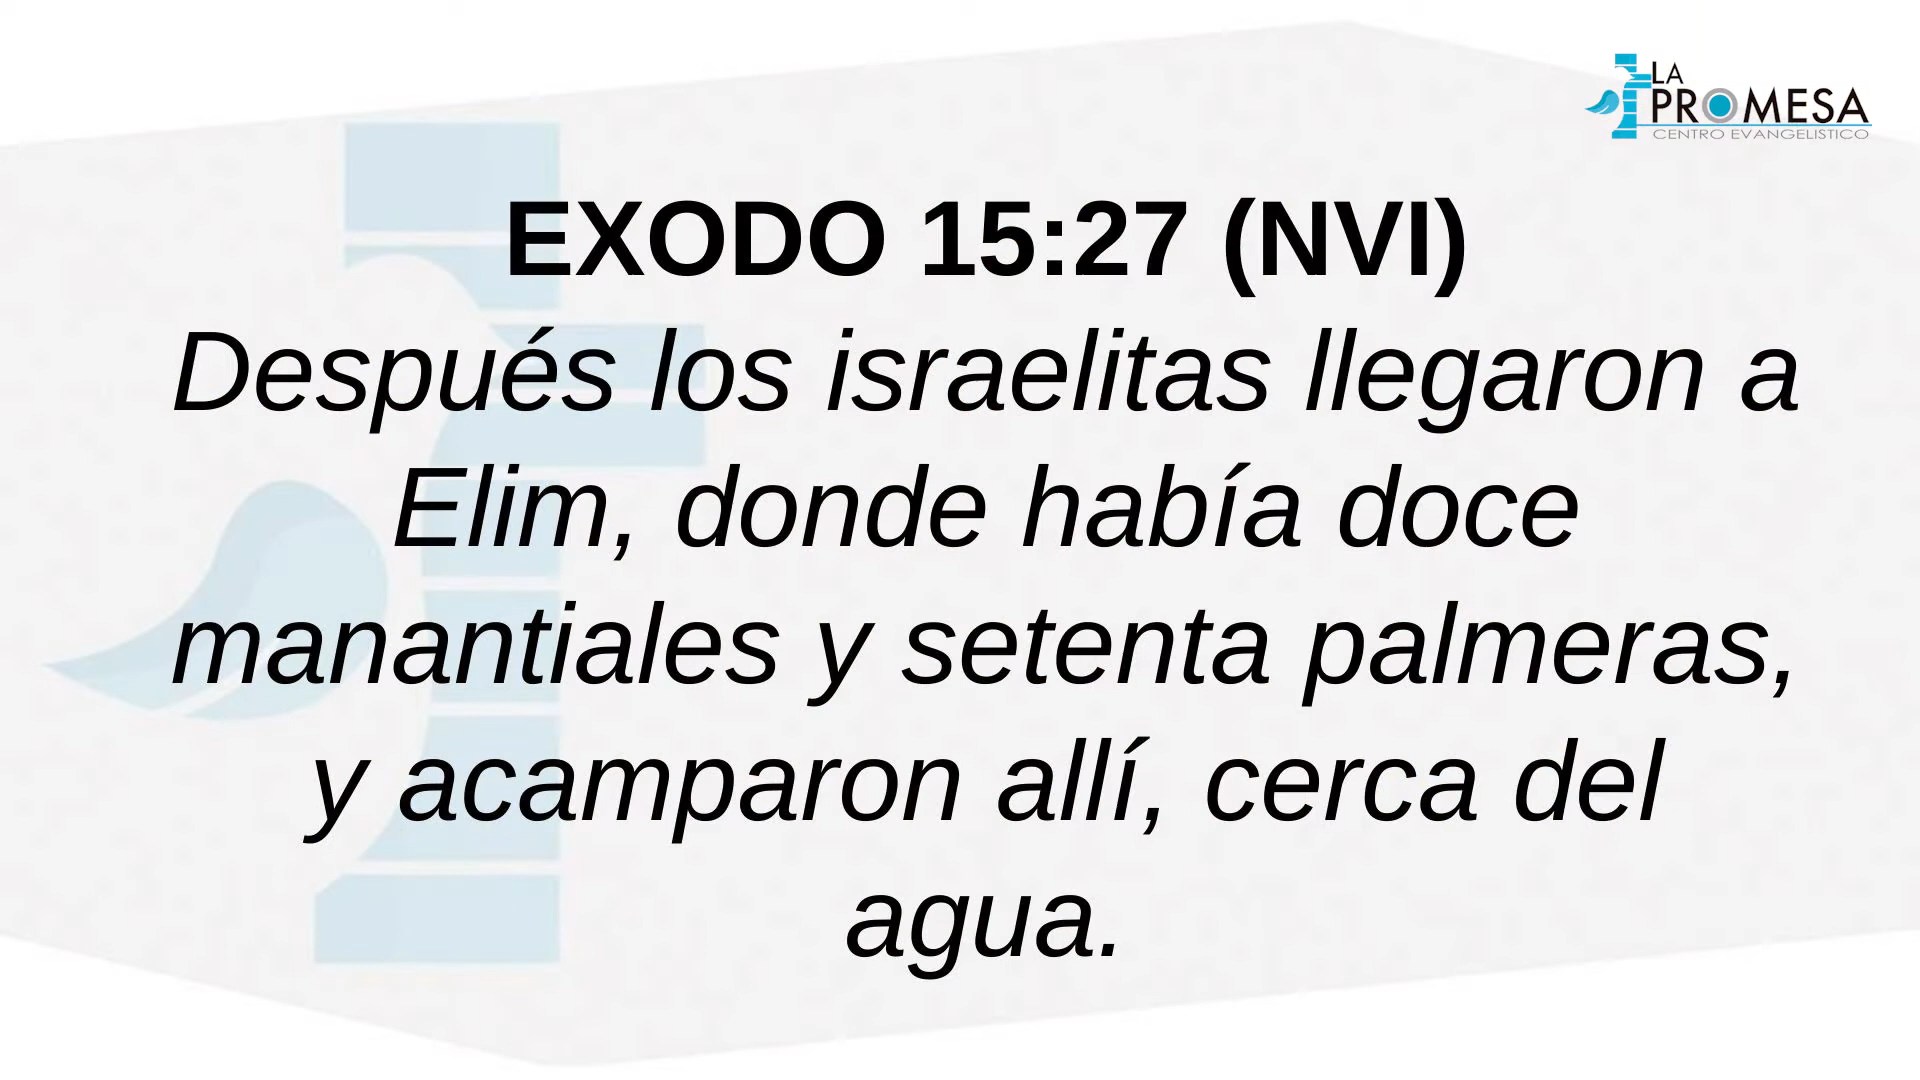 LA
PROMESA
CENTRO EVANGELISTICO
EXODO 15:27 (NVI)
Después los israelitas llegaron a
Elim, donde había doce
manantiales y setenta palmeras,
y acamparon allí, cerca del
agua.